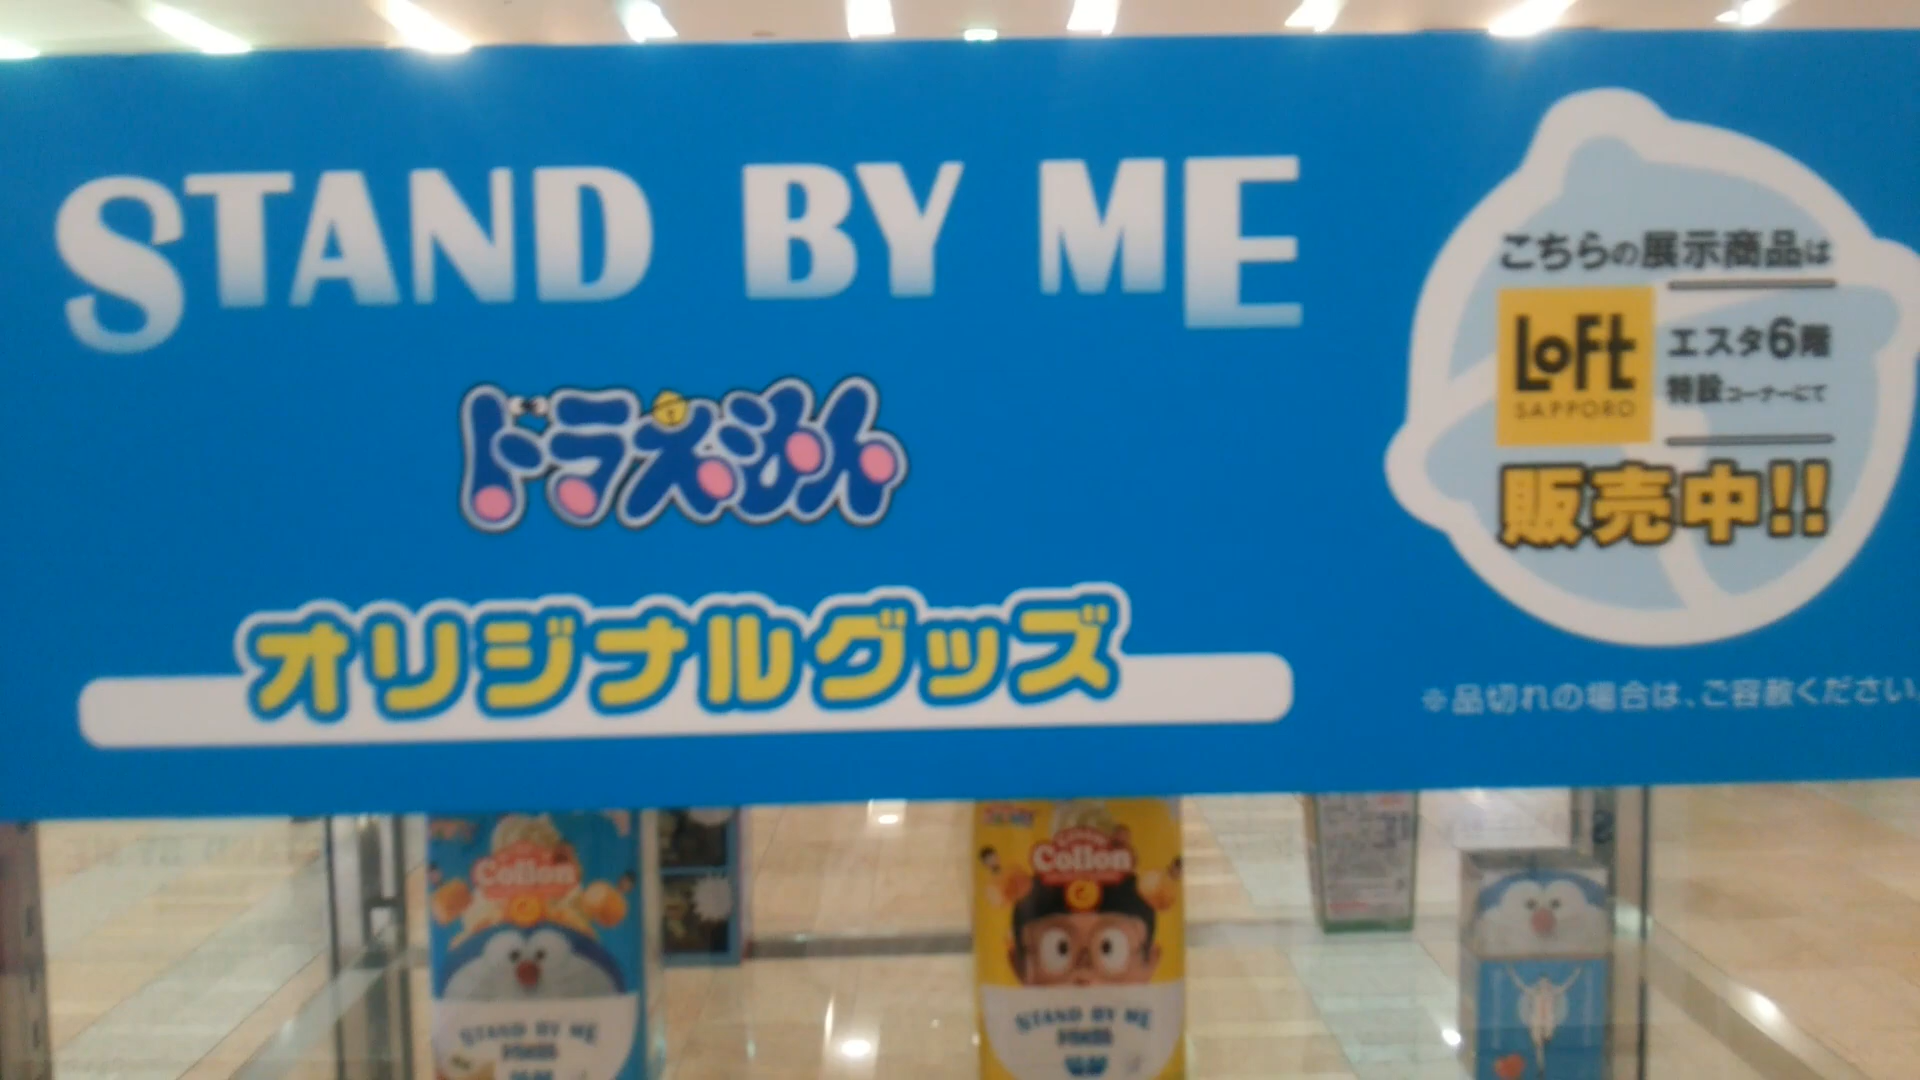 STAND BY ME
ドラえもん
オリジナルグッズ
こちらの展示商品は
LOFT
SAPPORO
エスタ6階
特設コーナーにて
販売中!!
※品切れの場合は、ご容赦ください。
Collon
STAND BY ME
Collon
STAND BY ME